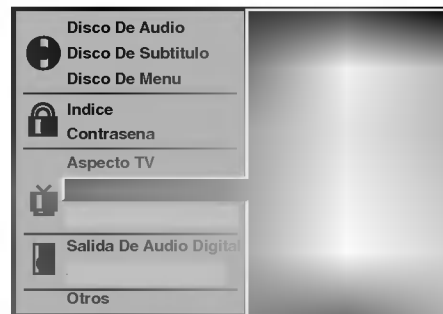 Disco De Audio
Disco De Subtitulo
Disco De Menu
Indice
Contrasena
Aspecto TV
Salida De Audio Digital
Otros